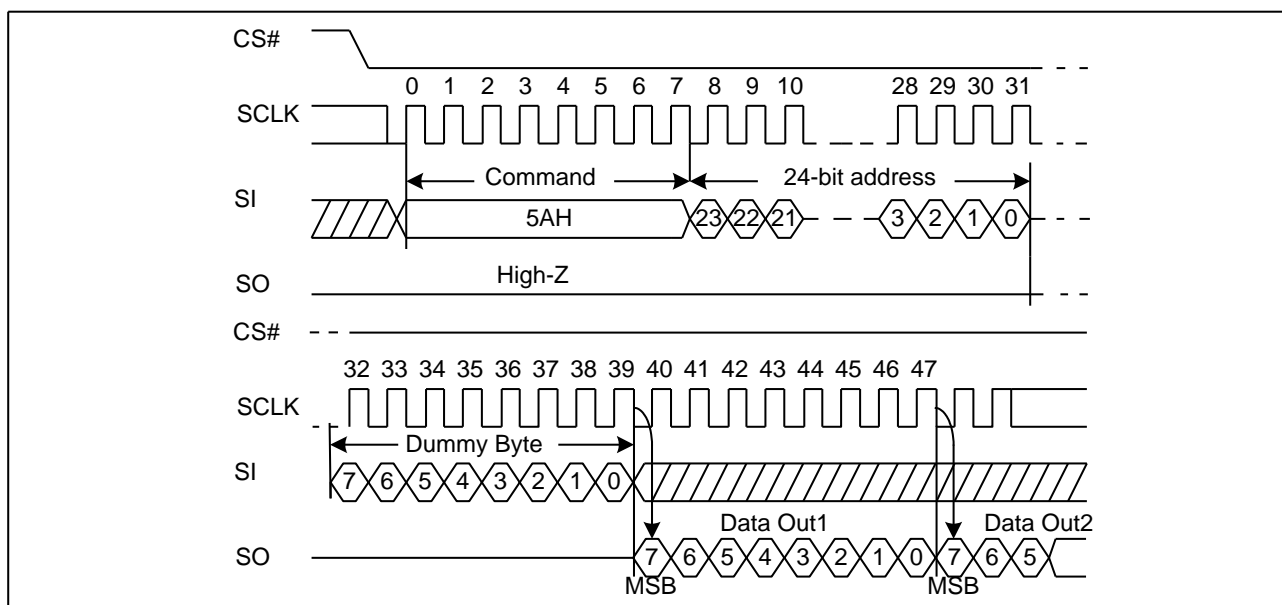 CS#
0 1 2 3 4 5 6 7 8 9 10 28 29 30 31
SCLK
Command 24-bit address
SI
5AH 23 22 21 3 2 1 0
High-Z
SO
CS#
32 33 34 35 36 37 38 39 40 41 42 43 44 45 46 47
SCLK
Dummy Byte
SI
7 6 5 4 3 2 1 0
Data Out1 Data Out2
SO
7 6 5 4 3 2 1 0 7 6 5
MSB MSB